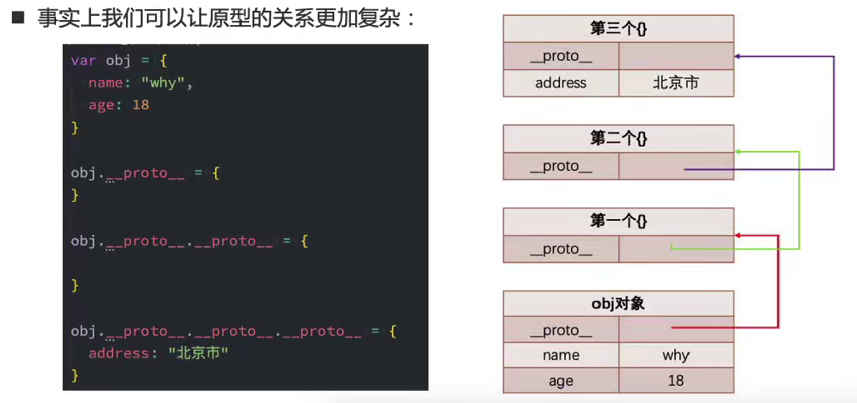 ■ 事实上我们可以让原型的关系更加复杂：
var obj = {
name: "why",
age: 18
}
obj.__proto__ = {
}
obj.__proto__.__proto__ = {
}
obj.__proto__.__proto__.__proto__ = {
address: "北京市"
}
第三个{}
__proto__
address 北京市
第二个{}
__proto__
第一个{}
__proto__
obj对象
__proto__
name why
age 18